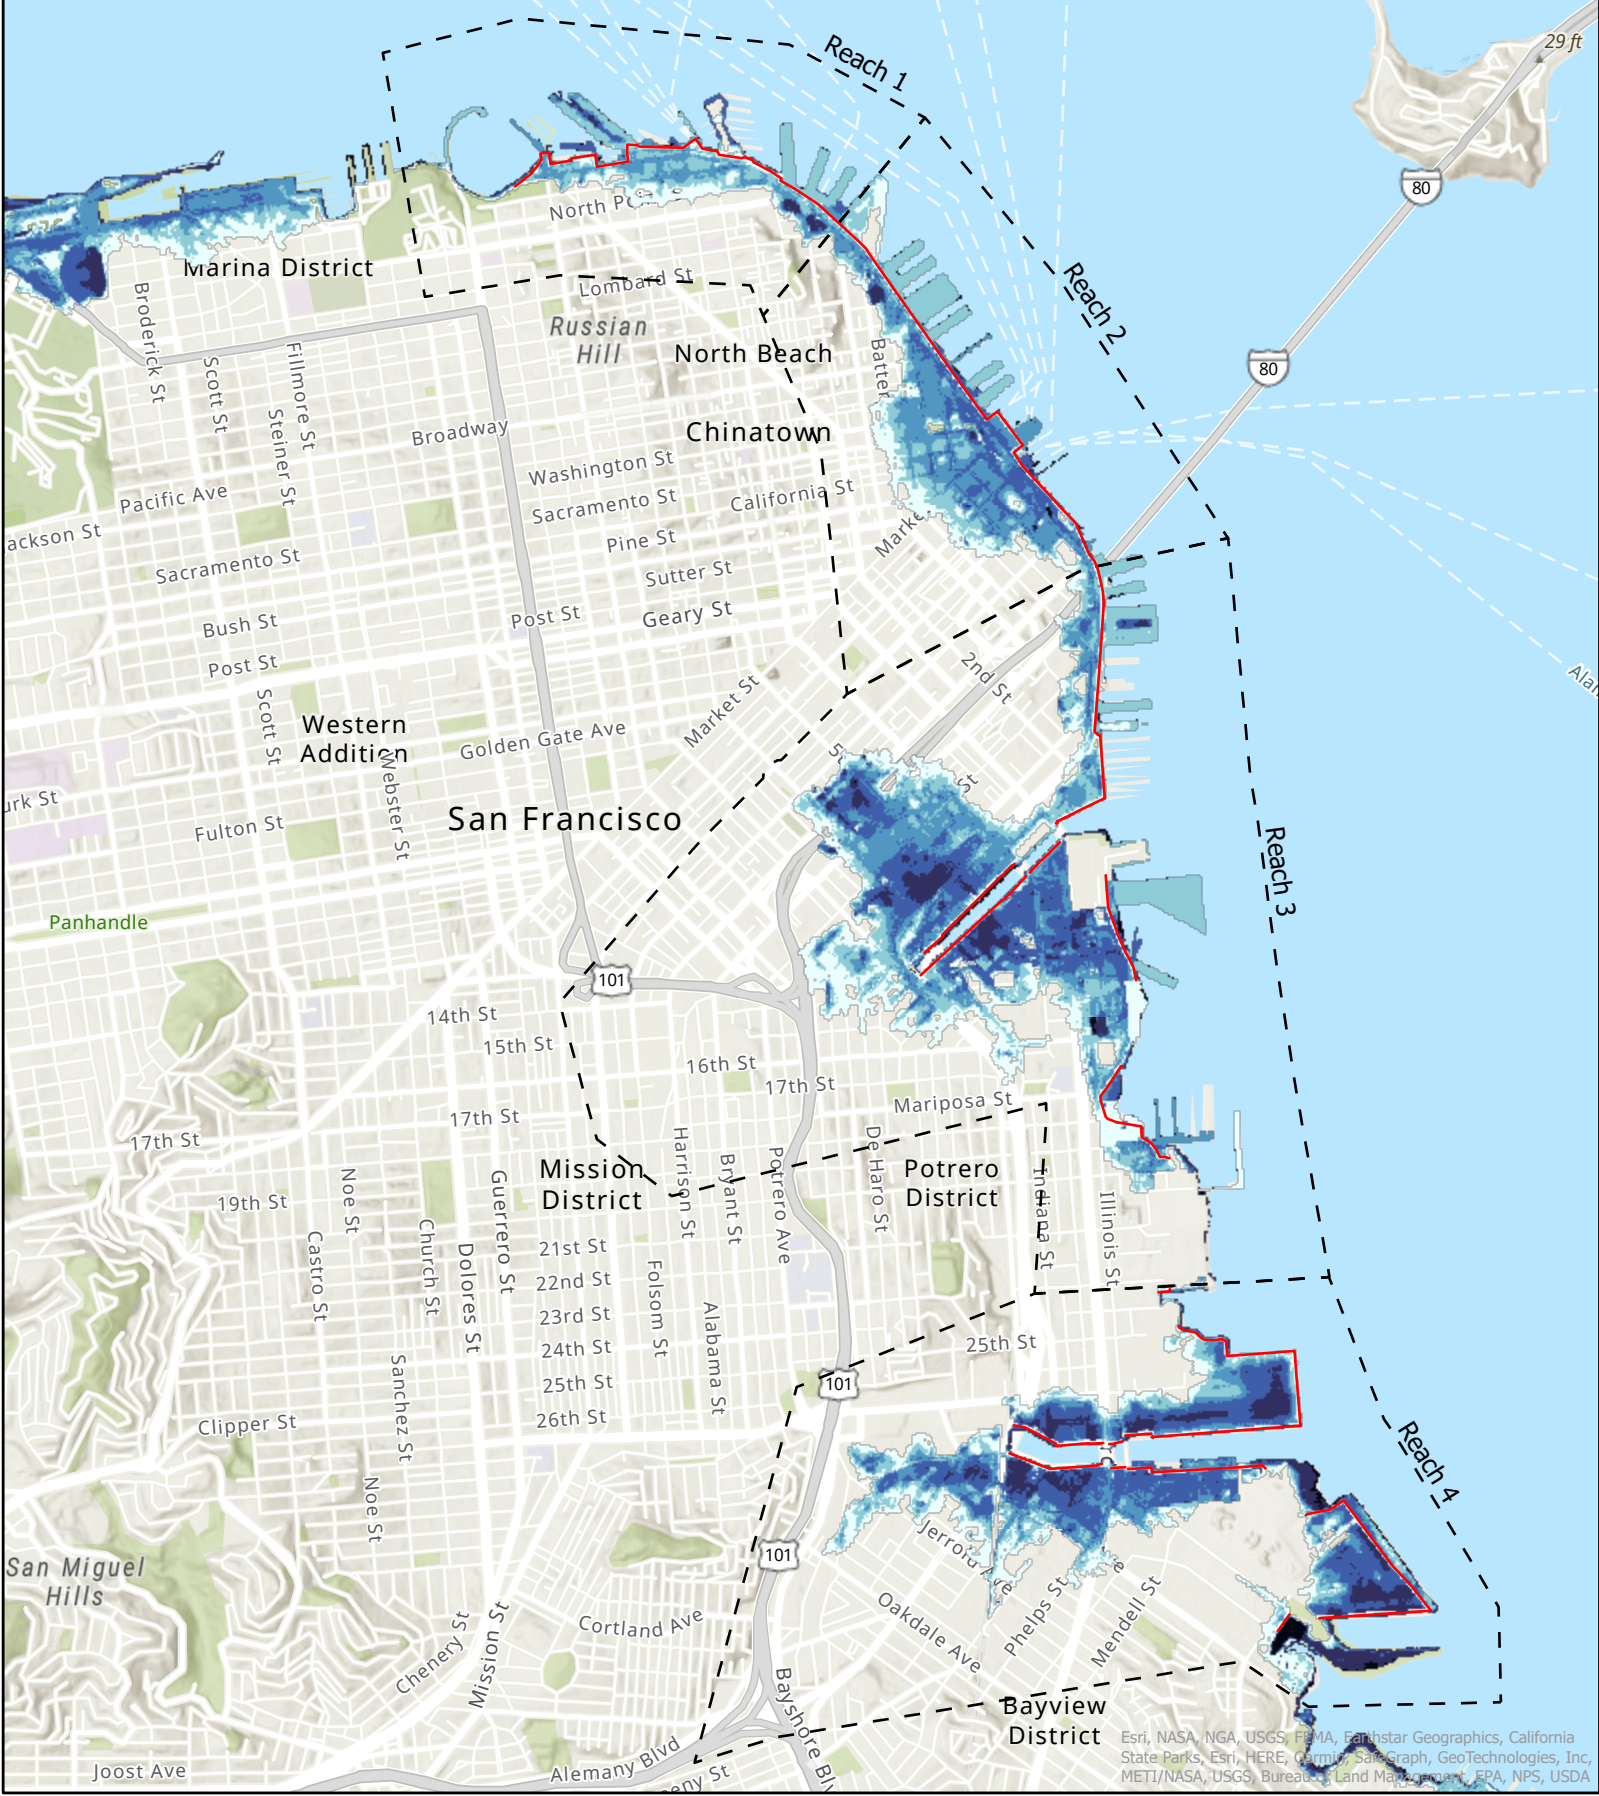 29 ft
Reach 1
80
North Po
Marina District
Lombard St
Reach 2
Russian
Hill
North Beach
Broderick St
Scott St
Fillmore St
Steiner St
Batter
80
Broadway
Chinatown
Washington St
Pacific Ave
Sacramento St
California St
Market
ackson St
Pine St
Sacramento St
Sutter St
Bush St
Post St
Geary St
Post St
2nd St
Alam
Scott St
Western
Addition
Market St
Golden Gate Ave
Webster St
5
St
urk St
Fulton St
San Francisco
Reach 3
Panhandle
101
14th St
15th St
16th St
17th St
Mariposa St
17th St
17th St
Mission
District
Harrison St
Bryant St
Potrero Ave
De Haro St
Potrero
District
Indiana St
Illinois St
19th St
Noe St
Castro St
Church St
Guerrero St
Dolores St
21st St
22nd St
23rd St
24th St
25th St
26th St
Folsom St
Alabama St
25th St
101
Clipper St
Sanchez St
Noe St
Reach 4
101
Jerrold Ave
e
San Miguel
Hills
Cortland Ave
Oakdale Ave
Phelps St
Mendell St
Chenery St
Mission St
Bayshore Blv
Bayview
District
Joost Ave
Alemany Blvd
eny St
Esri, NASA, NGA, USGS, FEMA, Earthstar Geographics, California
State Parks, Esri, HERE, Garmin, SafeGraph, GeoTechnologies, Inc,
METI/NASA, USGS, Bureau of Land Management, EPA, NPS, USDA